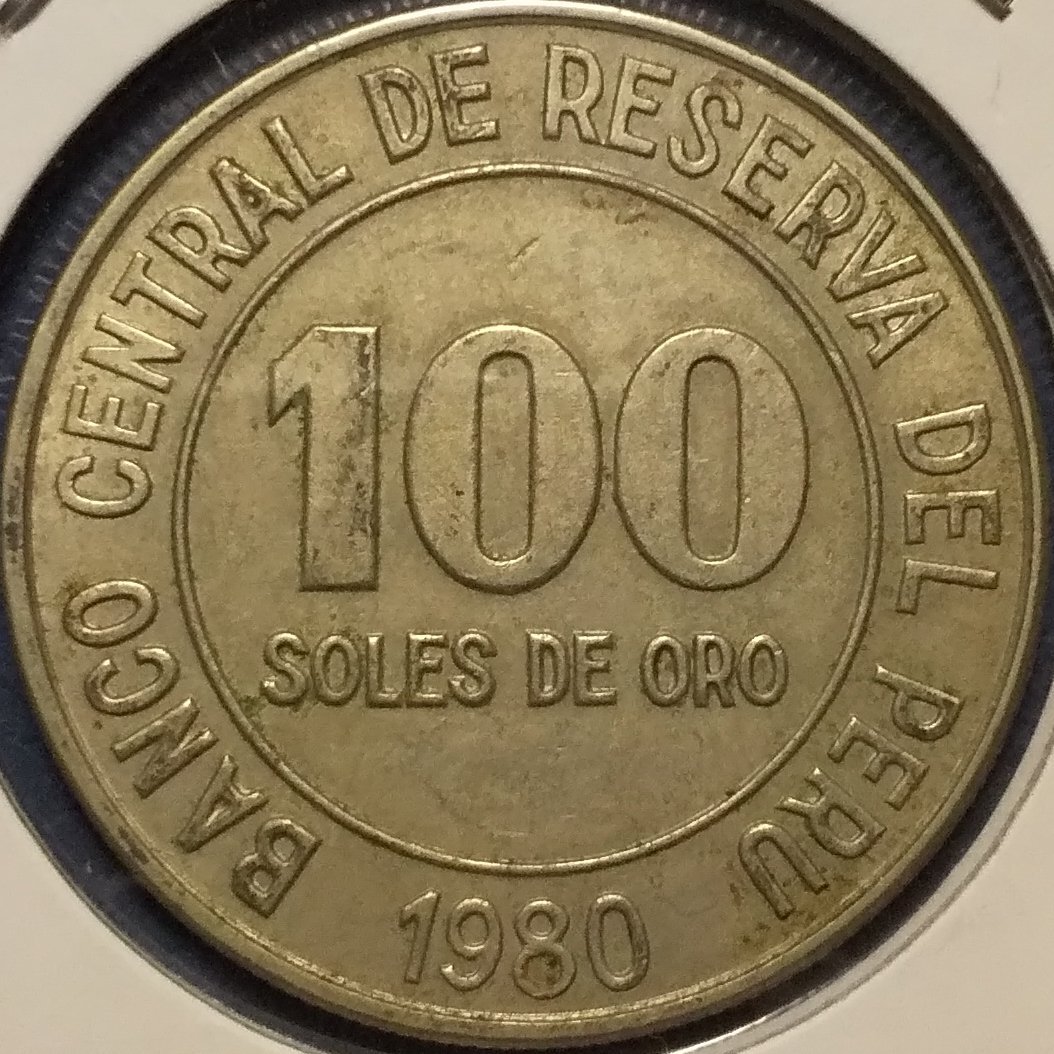 BANCO CENTRAL DE RESERVA DEL PERU
100
SOLES DE ORO
1980